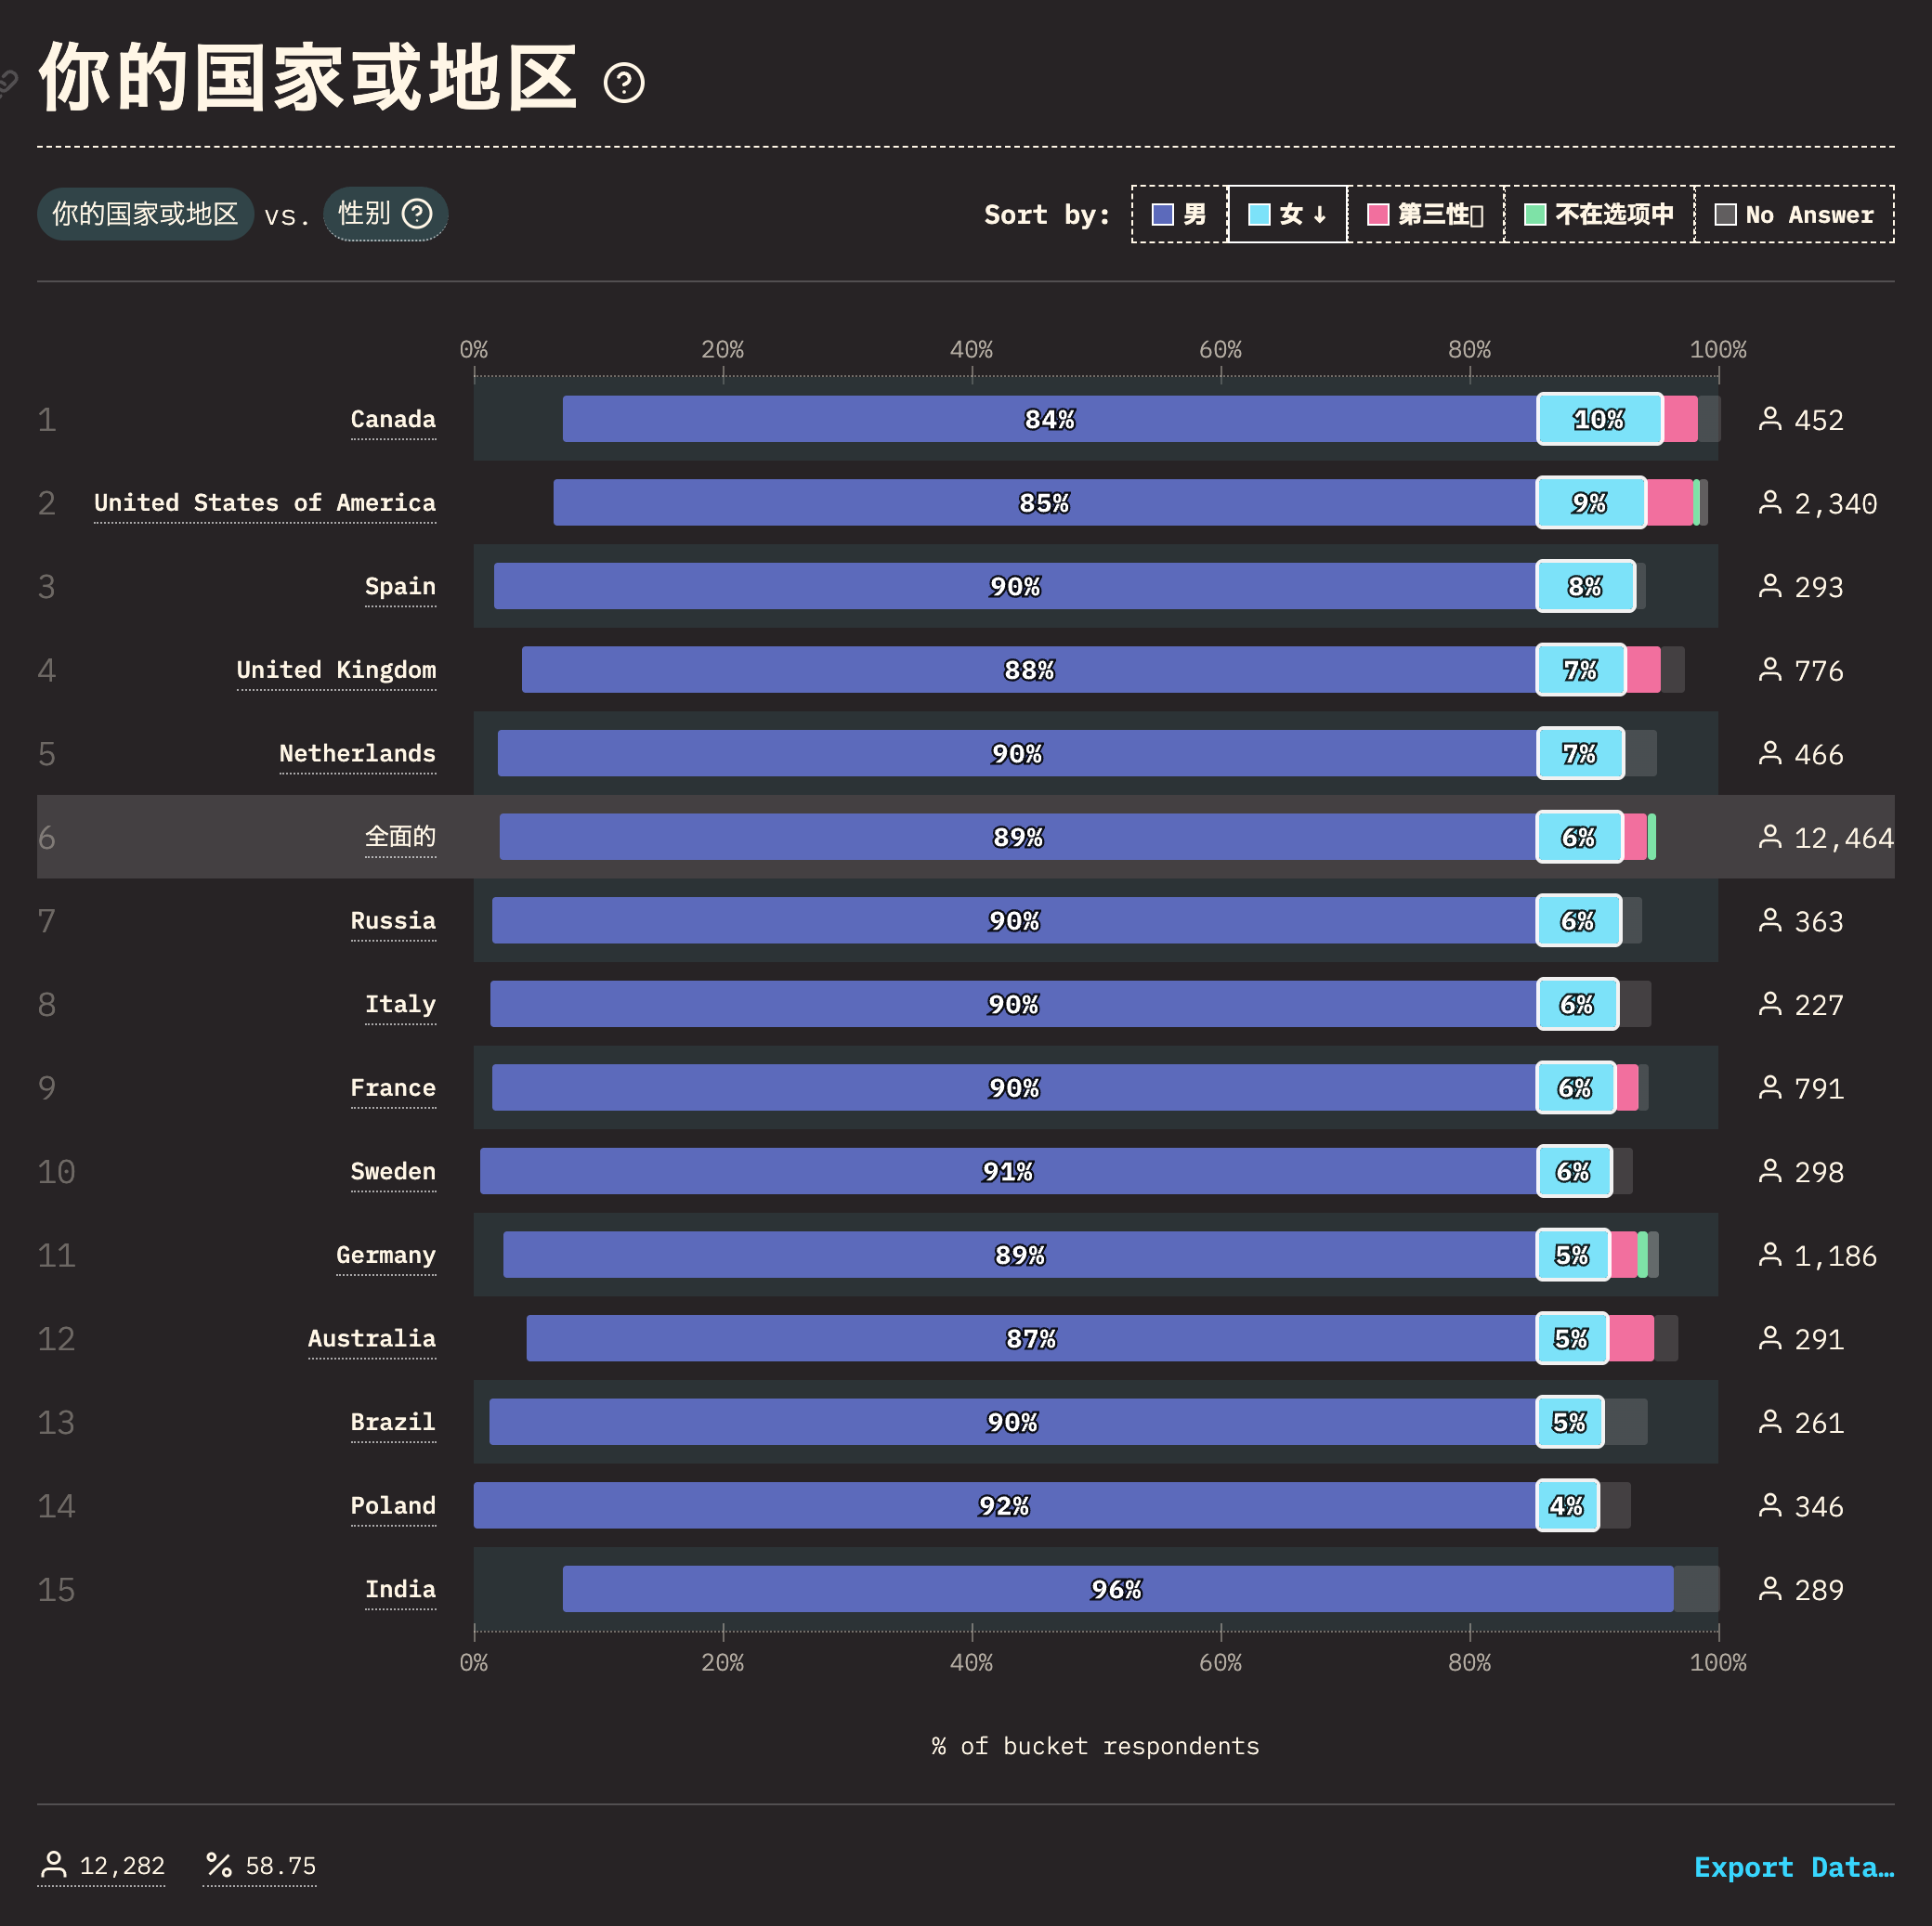 你的国家或地区
你的国家或地区 vs. 性别
Sort by: 男 女 ↓ 第三性 不在选项中 No Answer
0% 20% 40% 60% 80% 100%
1 Canada 84% 10% 452
2 United States of America 85% 9% 2,340
3 Spain 90% 8% 293
4 United Kingdom 88% 7% 776
5 Netherlands 90% 7% 466
6 全面的 89% 6% 12,464
7 Russia 90% 6% 363
8 Italy 90% 6% 227
9 France 90% 6% 791
10 Sweden 91% 6% 298
11 Germany 89% 5% 1,186
12 Australia 87% 5% 291
13 Brazil 90% 5% 261
14 Poland 92% 4% 346
15 India 96% 289
0% 20% 40% 60% 80% 100%
% of bucket respondents
12,282 % 58.75
Export Data…